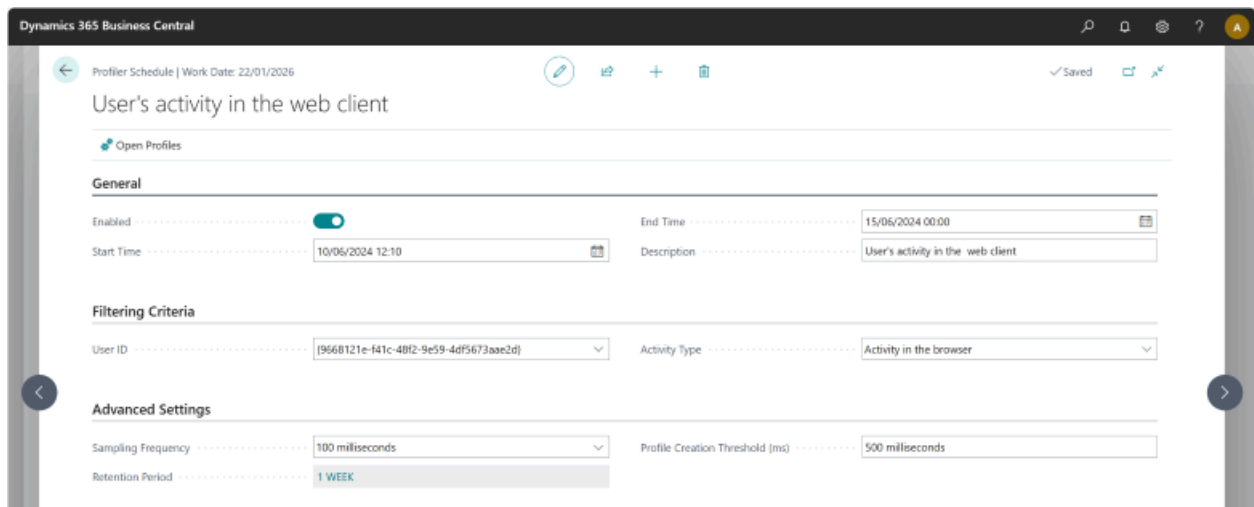 Dynamics 365 Business Central
?
A
Profiler Schedule | Work Date: 22/01/2026
Saved
User's activity in the web client
Open Profiles
General
Enabled
End Time 15/06/2024 00:00
Start Time 10/06/2024 12:10
Description User's activity in the  web client
Filtering Criteria
User ID {9668121e-f41c-48f2-9e59-4df5673aae2d}
Activity Type Activity in the browser
Advanced Settings
Sampling Frequency 100 milliseconds
Profile Creation Threshold (ms) 500 milliseconds
Retention Period 1 WEEK